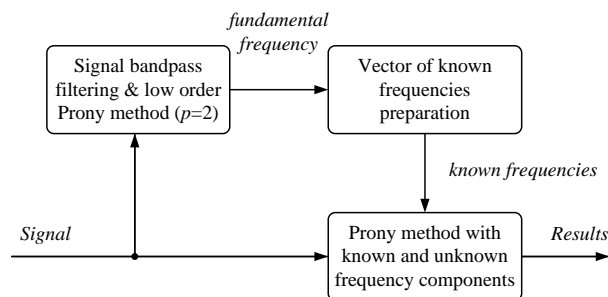 fundamental
frequency
Signal bandpass
filtering & low order
Prony method (p=2)
Vector of known
frequencies
preparation
known frequencies
Signal
Prony method with
known and unknown
frequency components
Results